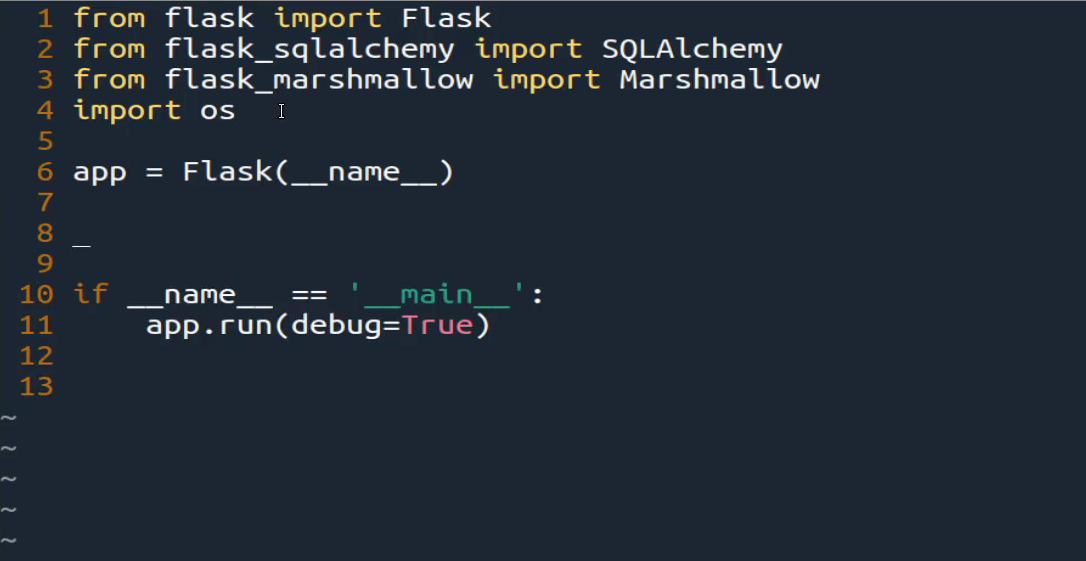 1 from flask import Flask
2 from flask_sqlalchemy import SQLAlchemy
3 from flask_marshmallow import Marshmallow
4 import os
5
6 app = Flask(__name__)
7
8 _
9
10 if __name__ == '__main__':
11     app.run(debug=True)
12
13
~
~
~
~
~